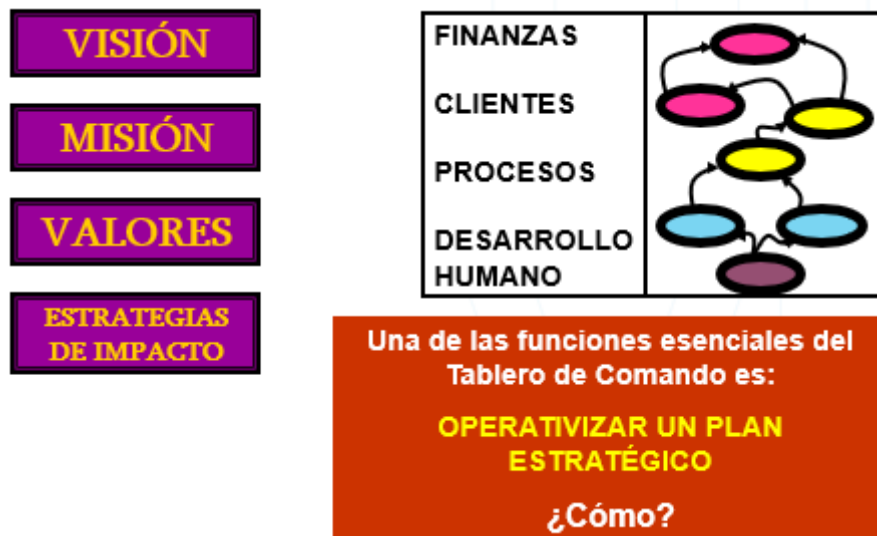 VISIÓN
MISIÓN
VALORES
ESTRATEGIAS
DE IMPACTO
FINANZAS
CLIENTES
PROCESOS
DESARROLLO
HUMANO
Una de las funciones esenciales del
Tablero de Comando es:
OPERATIVIZAR UN PLAN
ESTRATÉGICO
¿Cómo?